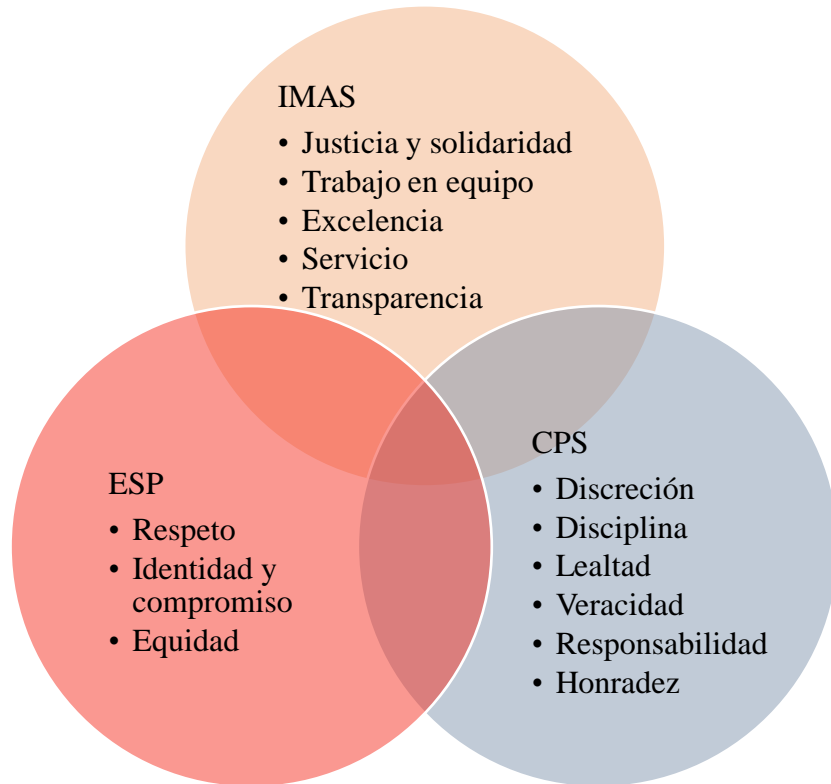 IMAS
• Justicia y solidaridad
• Trabajo en equipo
• Excelencia
• Servicio
• Transparencia
ESP
• Respeto
• Identidad y
compromiso
• Equidad
CPS
• Discreción
• Disciplina
• Lealtad
• Veracidad
• Responsabilidad
• Honradez